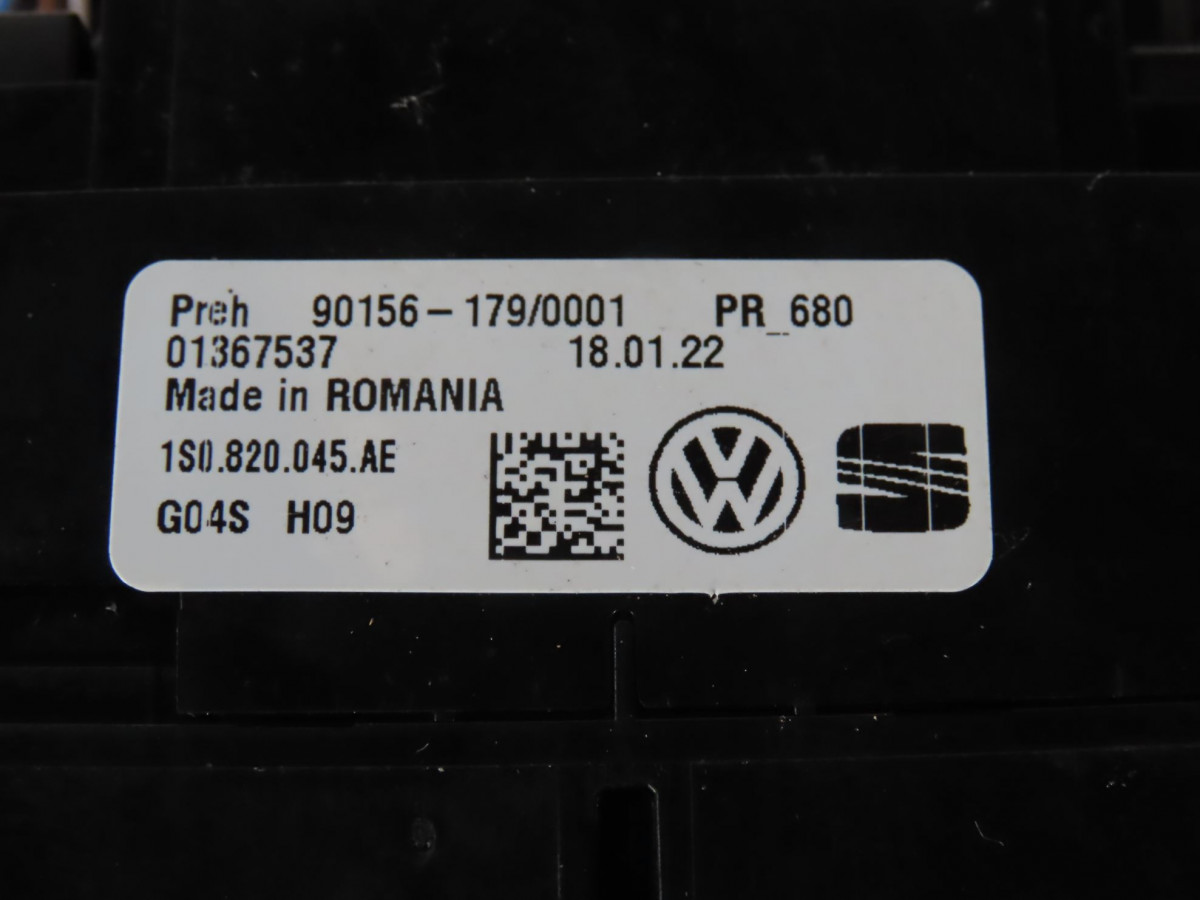 Preh 90156-179/0001 PR_680
01367537 18.01.22
Made in ROMANIA
1S0.820.045.AE
G04S H09